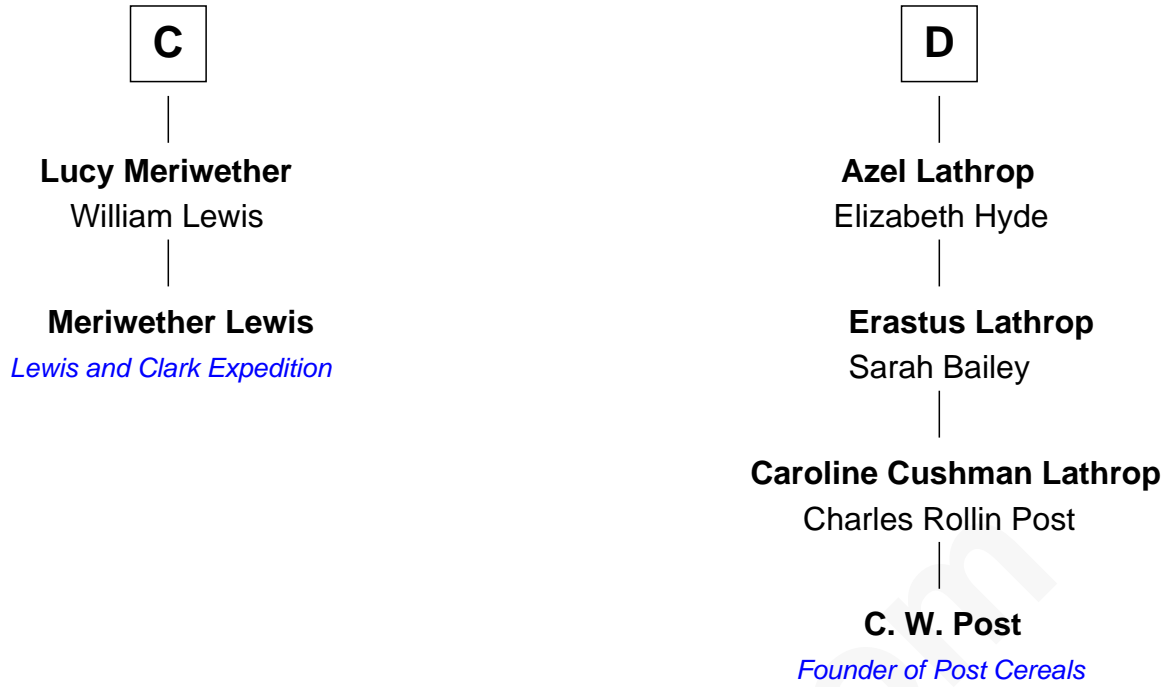 C
Lucy Meriwether
William Lewis
Meriwether Lewis
Lewis and Clark Expedition
D
Azel Lathrop
Elizabeth Hyde
Erastus Lathrop
Sarah Bailey
Caroline Cushman Lathrop
Charles Rollin Post
C. W. Post
Founder of Post Cereals